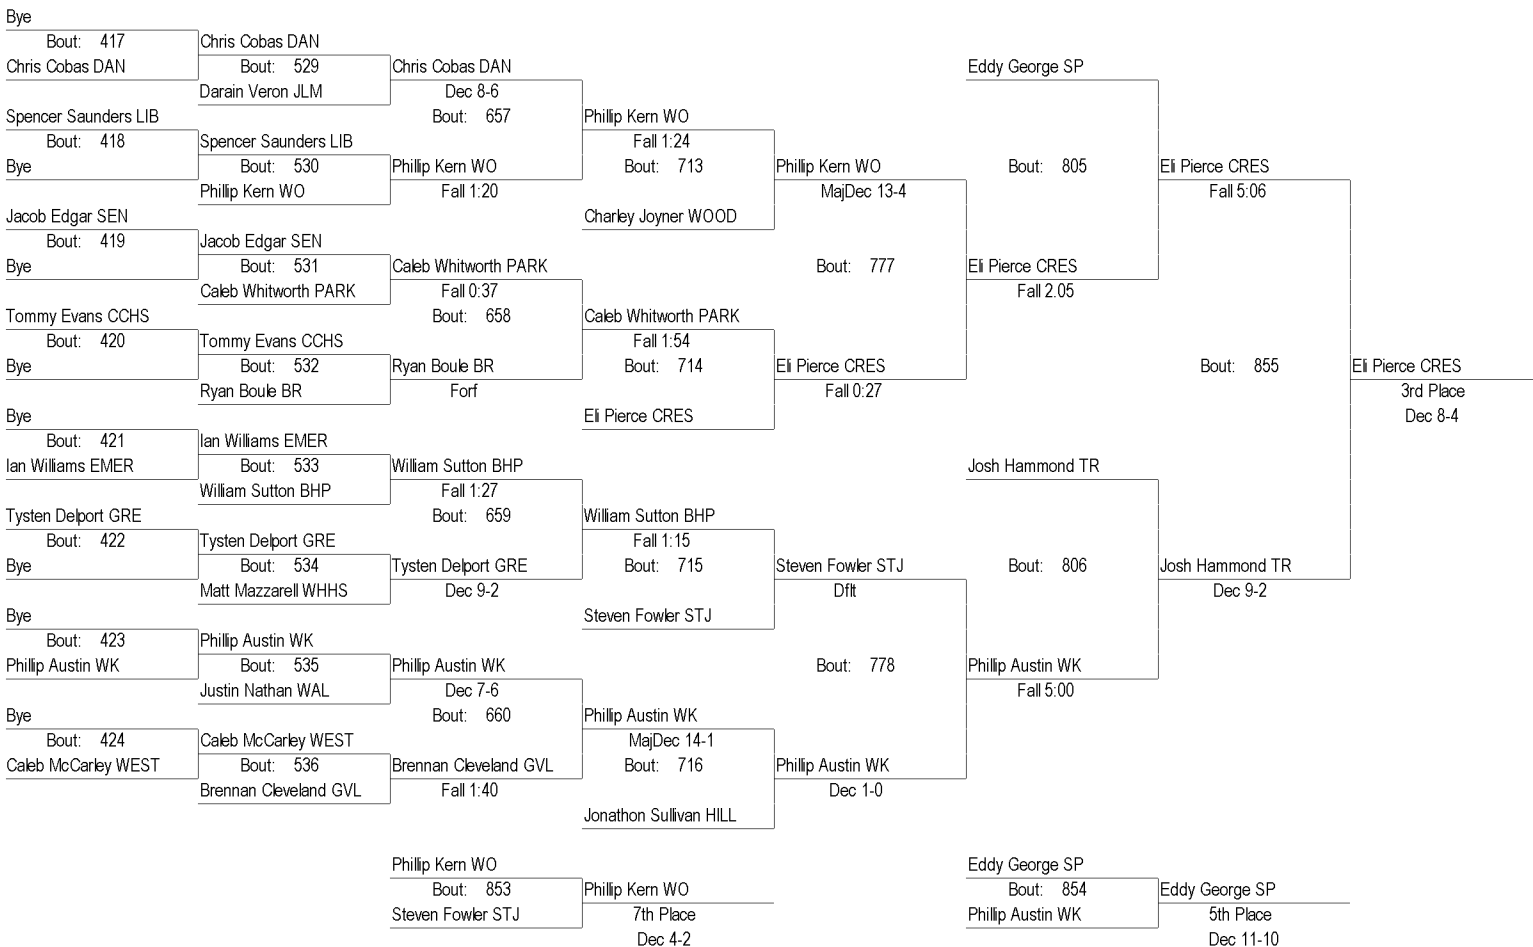 Bye
Bout: 417 Chris Cobas DAN
Chris Cobas DAN Bout: 529 Chris Cobas DAN Eddy George SP
Darain Veron JLM Dec 8-6
Spencer Saunders LIB Bout: 657 Phillip Kern WO
Bout: 418 Spencer Saunders LIB Fall 1:24
Bye Bout: 530 Phillip Kern WO Bout: 713 Phillip Kern WO Bout: 805 Eli Pierce CRES
Phillip Kern WO Fall 1:20 MajDec 13-4 Fall 5:06
Jacob Edgar SEN Charley Joyner WOOD
Bout: 419 Jacob Edgar SEN
Bye Bout: 531 Caleb Whitworth PARK Bout: 777 Eli Pierce CRES
Caleb Whitworth PARK Fall 0:37 Fall 2.05
Tommy Evans CCHS Bout: 658 Caleb Whitworth PARK
Bout: 420 Tommy Evans CCHS Fall 1:54
Bye Bout: 532 Ryan Boule BR Bout: 714 Eli Pierce CRES Bout: 855 Eli Pierce CRES
Ryan Boule BR Forf Fall 0:27 3rd Place
Bye Eli Pierce CRES Dec 8-4
Bout: 421 Ian Williams EMER
Ian Williams EMER Bout: 533 William Sutton BHP Josh Hammond TR
William Sutton BHP Fall 1:27
Tysten Delport GRE Bout: 659 William Sutton BHP
Bout: 422 Tysten Delport GRE Fall 1:15
Bye Bout: 534 Tysten Delport GRE Bout: 715 Steven Fowler STJ Bout: 806 Josh Hammond TR
Matt Mazzarell WHHS Dec 9-2 Dflt Dec 9-2
Bye Steven Fowler STJ
Bout: 423 Phillip Austin WK
Phillip Austin WK Bout: 535 Phillip Austin WK Bout: 778 Phillip Austin WK
Justin Nathan WAL Dec 7-6 Fall 5:00
Bye Bout: 660 Phillip Austin WK
Bout: 424 Caleb McCarley WEST MajDec 14-1
Caleb McCarley WEST Bout: 536 Brennan Cleveland GVL Bout: 716 Phillip Austin WK
Brennan Cleveland GVL Fall 1:40 Dec 1-0
Jonathon Sullivan HILL
Phillip Kern WO Eddy George SP
Bout: 853 Phillip Kern WO Bout: 854 Eddy George SP
Steven Fowler STJ 7th Place Phillip Austin WK 5th Place
Dec 4-2 Dec 11-10